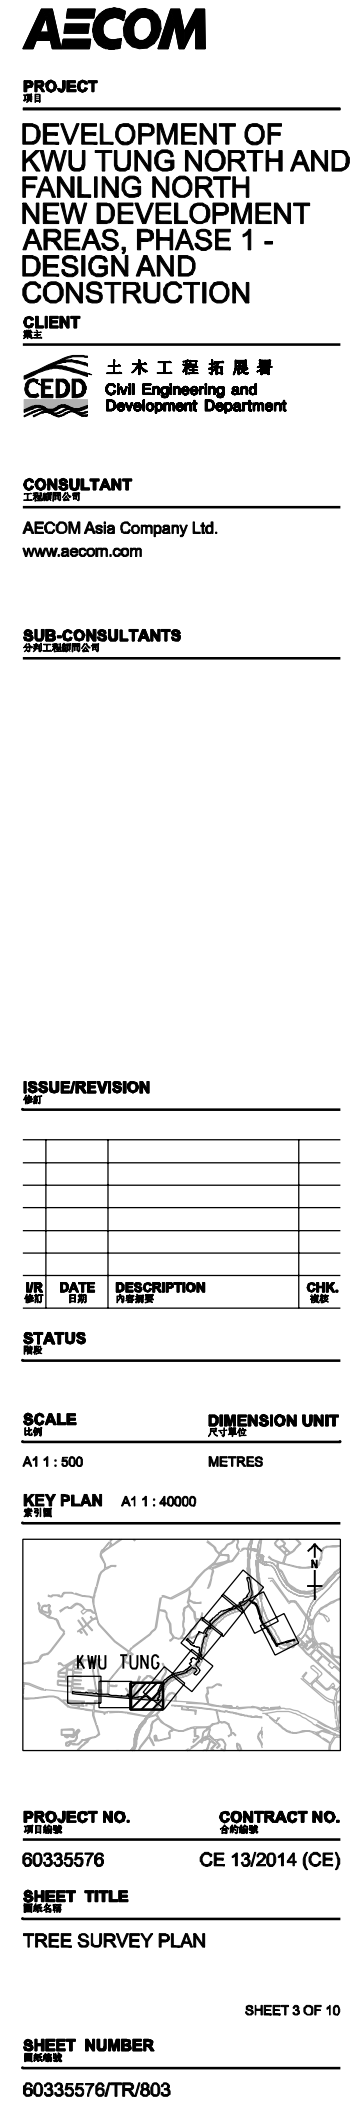 AECOM
PROJECT
項目
DEVELOPMENT OF
KWU TUNG NORTH AND
FANLING NORTH
NEW DEVELOPMENT
AREAS, PHASE 1 -
DESIGN AND
CONSTRUCTION
CLIENT
業主
CEDD
土木工程拓展署
Civil Engineering and
Development Department
CONSULTANT
工程顧問公司
AECOM Asia Company Ltd.
www.aecom.com
SUB-CONSULTANTS
分判工程顧問公司
ISSUE/REVISION
修訂
I/R DATE DESCRIPTION CHK.
修訂 日期 內容摘要 複核
STATUS
階段
SCALE DIMENSION UNIT
比例 尺寸單位
A1 1 : 500 METRES
KEY PLAN A1 1 : 40000
索引圖
N
KWU TUNG
PROJECT NO. CONTRACT NO.
項目編號 合約編號
60335576 CE 13/2014 (CE)
SHEET TITLE
圖紙名稱
TREE SURVEY PLAN
SHEET 3 OF 10
SHEET NUMBER
圖紙編號
60335576/TR/803